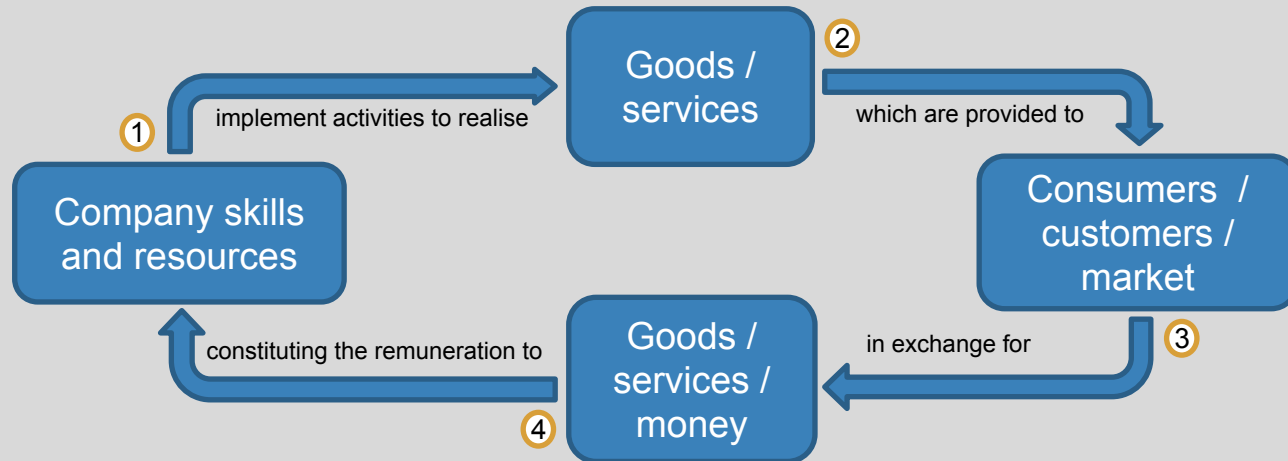 Company skills
and resources
1
implement activities to realise
Goods /
services
2
which are provided to
Consumers /
customers /
market
3
in exchange for
Goods /
services /
money
4
constituting the remuneration to